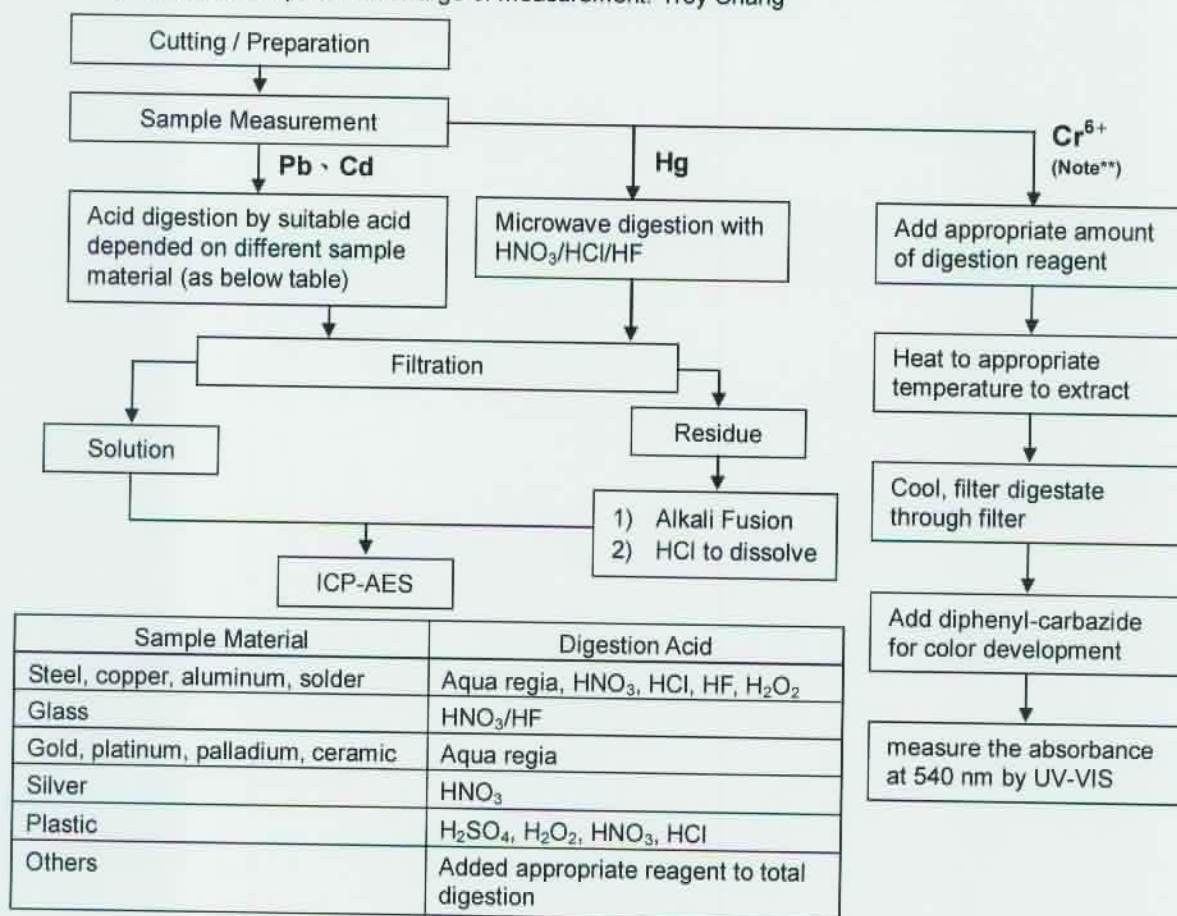 measurement: Troy Chang
Cutting / Preparation
Sample Measurement
Pb、Cd
Hg
Cr⁶⁺
(Note**)
Acid digestion by suitable acid
depended on different sample
material (as below table)
Microwave digestion with
HNO₃/HCl/HF
Add appropriate amount
of digestion reagent
Filtration
Heat to appropriate
temperature to extract
Solution
Residue
Cool, filter digestate
through filter
1) Alkali Fusion
2) HCl to dissolve
ICP-AES
Add diphenyl-carbazide
for color development
measure the absorbance
at 540 nm by UV-VIS
Sample Material Digestion Acid
Steel, copper, aluminum, solder Aqua regia, HNO₃, HCl, HF, H₂O₂
Glass HNO₃/HF
Gold, platinum, palladium, ceramic Aqua regia
Silver HNO₃
Plastic H₂SO₄, H₂O₂, HNO₃, HCl
Others Added appropriate reagent to total
digestion